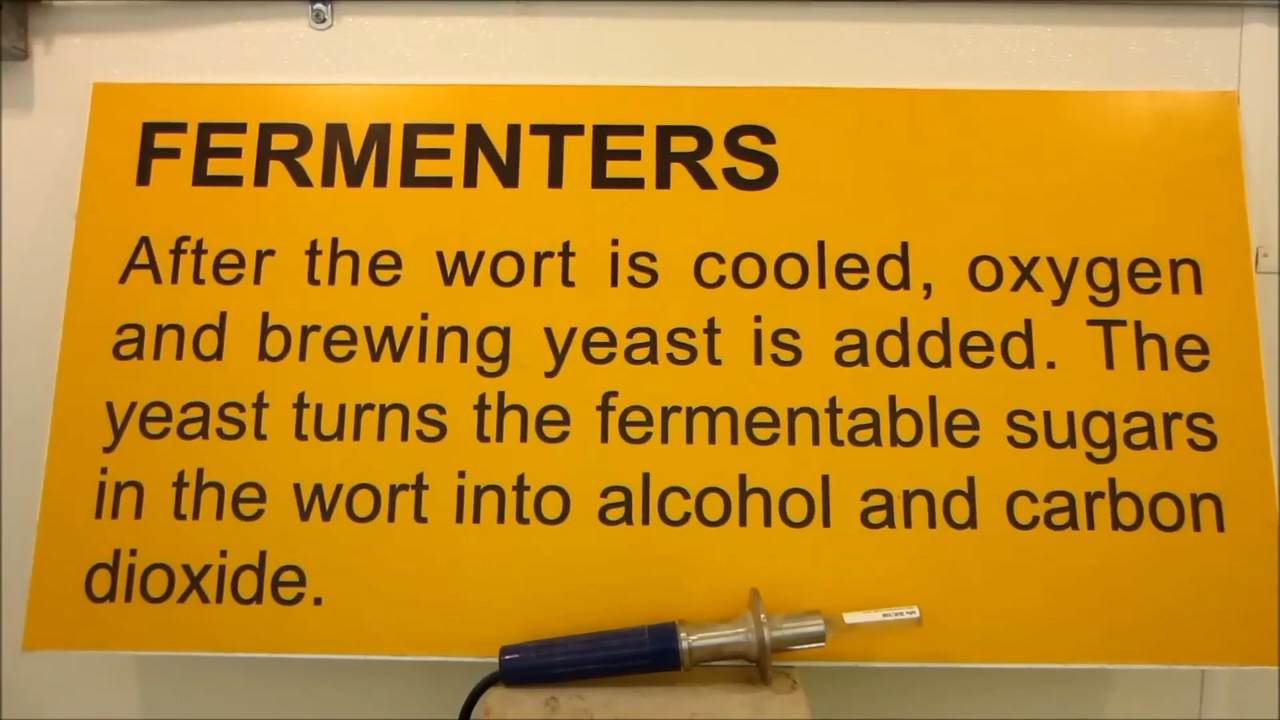 FERMENTERS
After the wort is cooled, oxygen
and brewing yeast is added. The
yeast turns the fermentable sugars
in the wort into alcohol and carbon
dioxide.